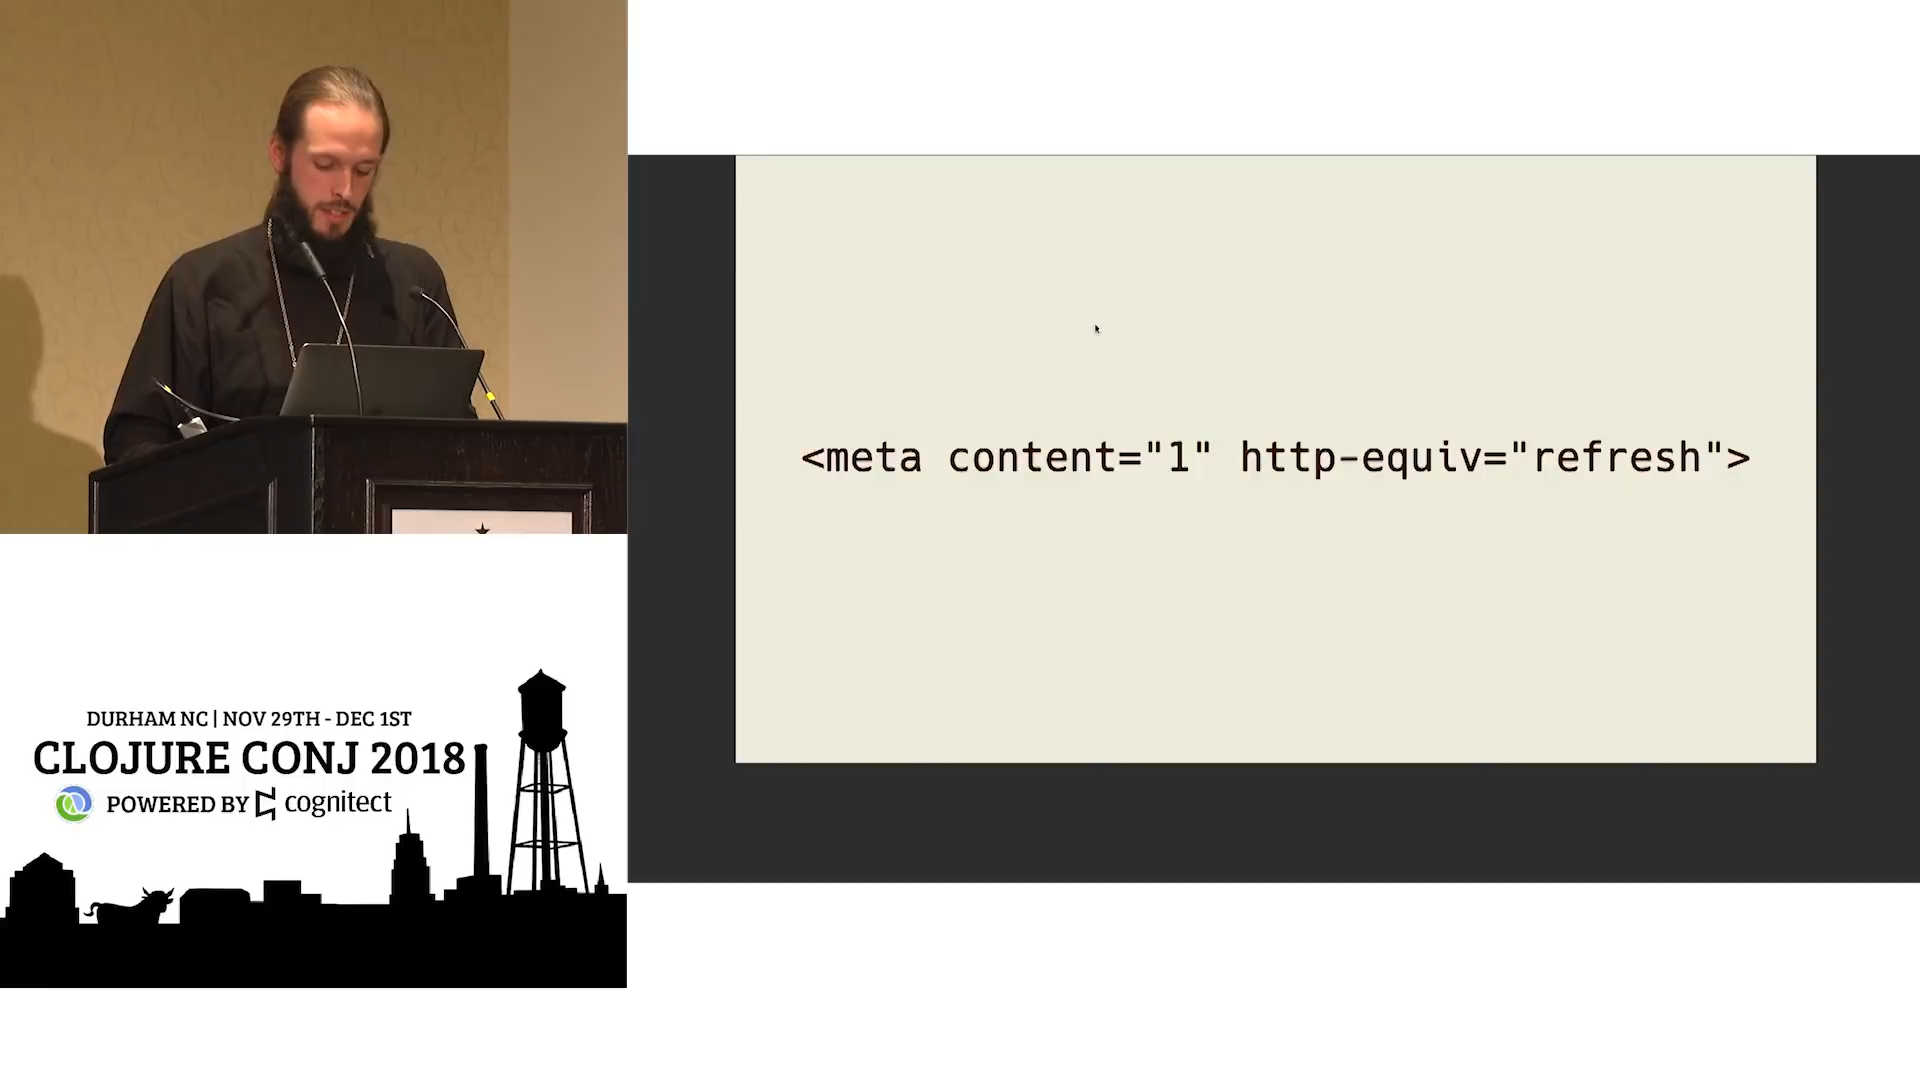 <meta content="1" http-equiv="refresh">
DURHAM NC | NOV 29TH - DEC 1ST
CLOJURE CONJ 2018
POWERED BY cognitect